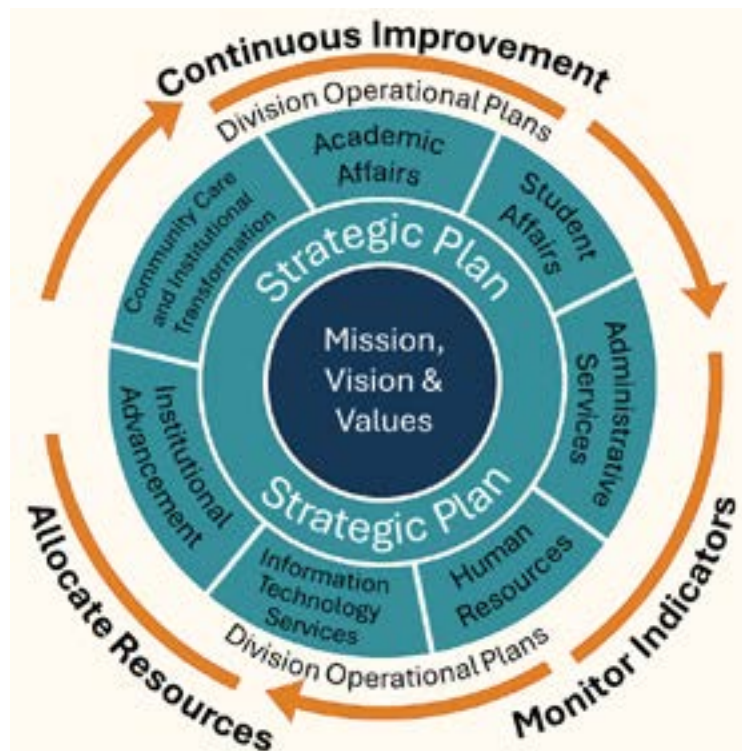 Continuous Improvement
Division Operational Plans
Academic
Affairs
Student
Affairs
Administrative
Services
Human
Resources
Information
Technology
Services
Institutional
Advancement
Community Care
and Institutional
Transformation
Strategic Plan
Mission,
Vision &
Values
Strategic Plan
Division Operational Plans
Monitor Indicators
Allocate Resources